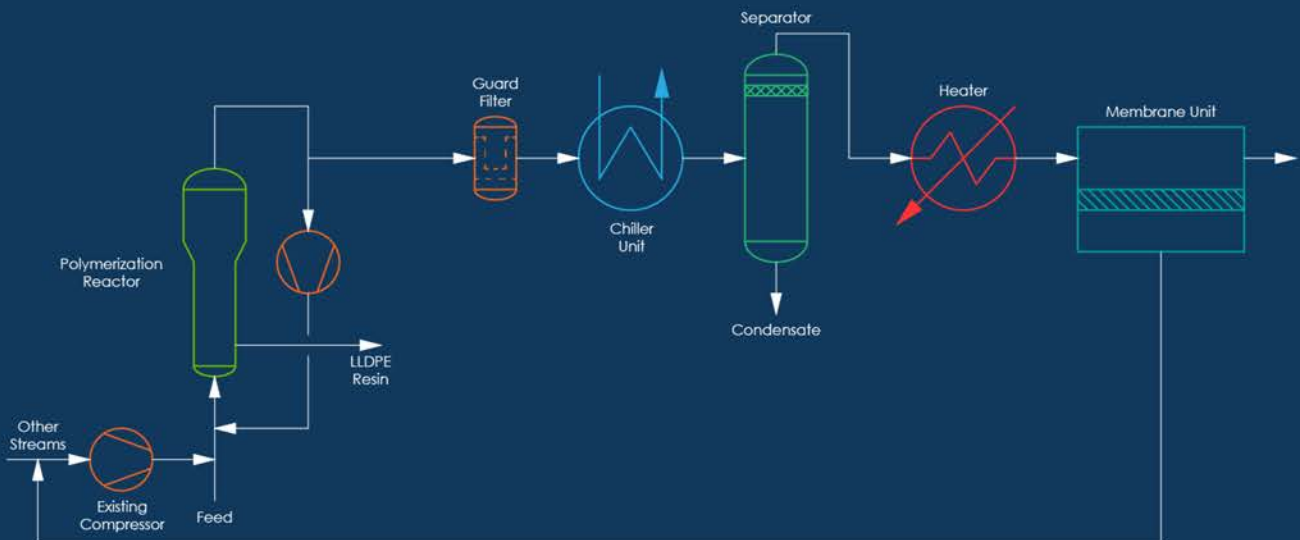 Separator
Guard
Filter
Heater
Membrane Unit
Chiller
Unit
Polymerization
Reactor
Condensate
LLDPE
Resin
Other
Streams
Existing
Compressor
Feed